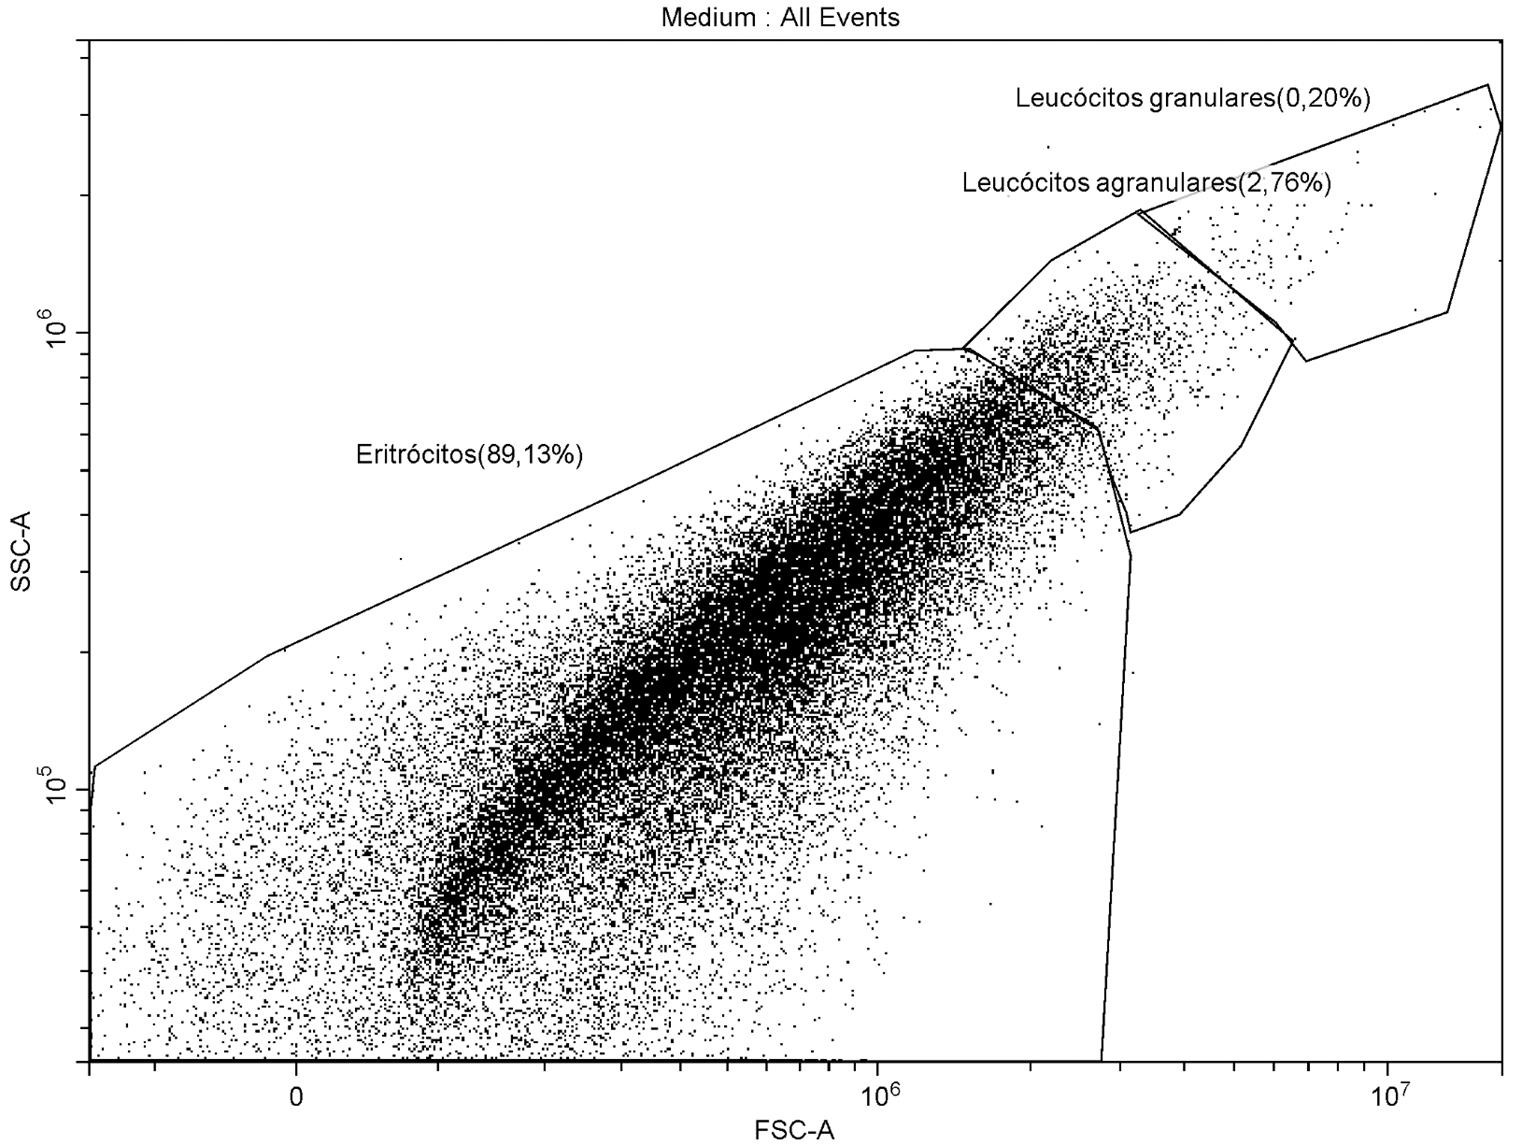 Medium : All Events
Leucócitos granulares(0,20%)
Leucócitos agranulares(2,76%)
Eritrócitos(89,13%)
SSC-A
10^6
10^5
0
10^6
10^7
FSC-A